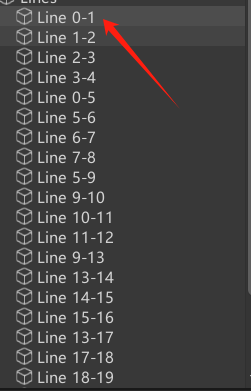 Lines
Line 0-1
Line 1-2
Line 2-3
Line 3-4
Line 0-5
Line 5-6
Line 6-7
Line 7-8
Line 5-9
Line 9-10
Line 10-11
Line 11-12
Line 9-13
Line 13-14
Line 14-15
Line 15-16
Line 13-17
Line 17-18
Line 18-19